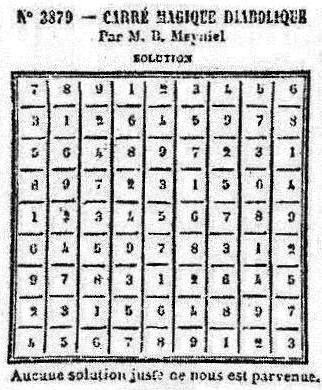 N° 3879 — CARRÉ MAGIQUE DIABOLIQUE
Par M. B. Meyniel
SOLUTION
7 8 9 1 2 3 4 5 6
3 1 2 6 4 5 9 7 8
5 6 4 8 9 7 2 3 1
8 9 7 2 3 1 5 6 4
1 2 3 4 5 6 7 8 9
6 4 5 9 7 8 3 1 2
9 7 8 3 1 2 6 4 5
2 3 1 5 6 4 8 9 7
4 5 6 7 8 9 1 2 3
Aucune solution juste ne nous est parvenue.